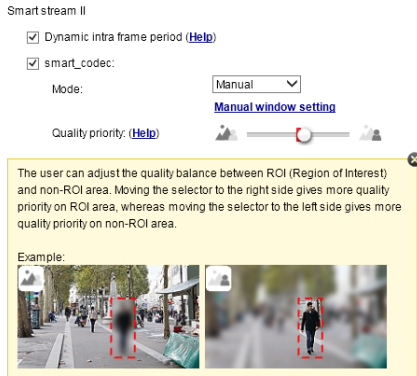 Smart stream II
Dynamic intra frame period (Help)
smart_codec:
Mode: Manual
Manual window setting
Quality priority: (Help)
The user can adjust the quality balance between ROI (Region of Interest)
and non-ROI area. Moving the selector to the right side gives more quality
priority on ROI area, whereas moving the selector to the left side gives more
quality priority on non-ROI area.
Example: